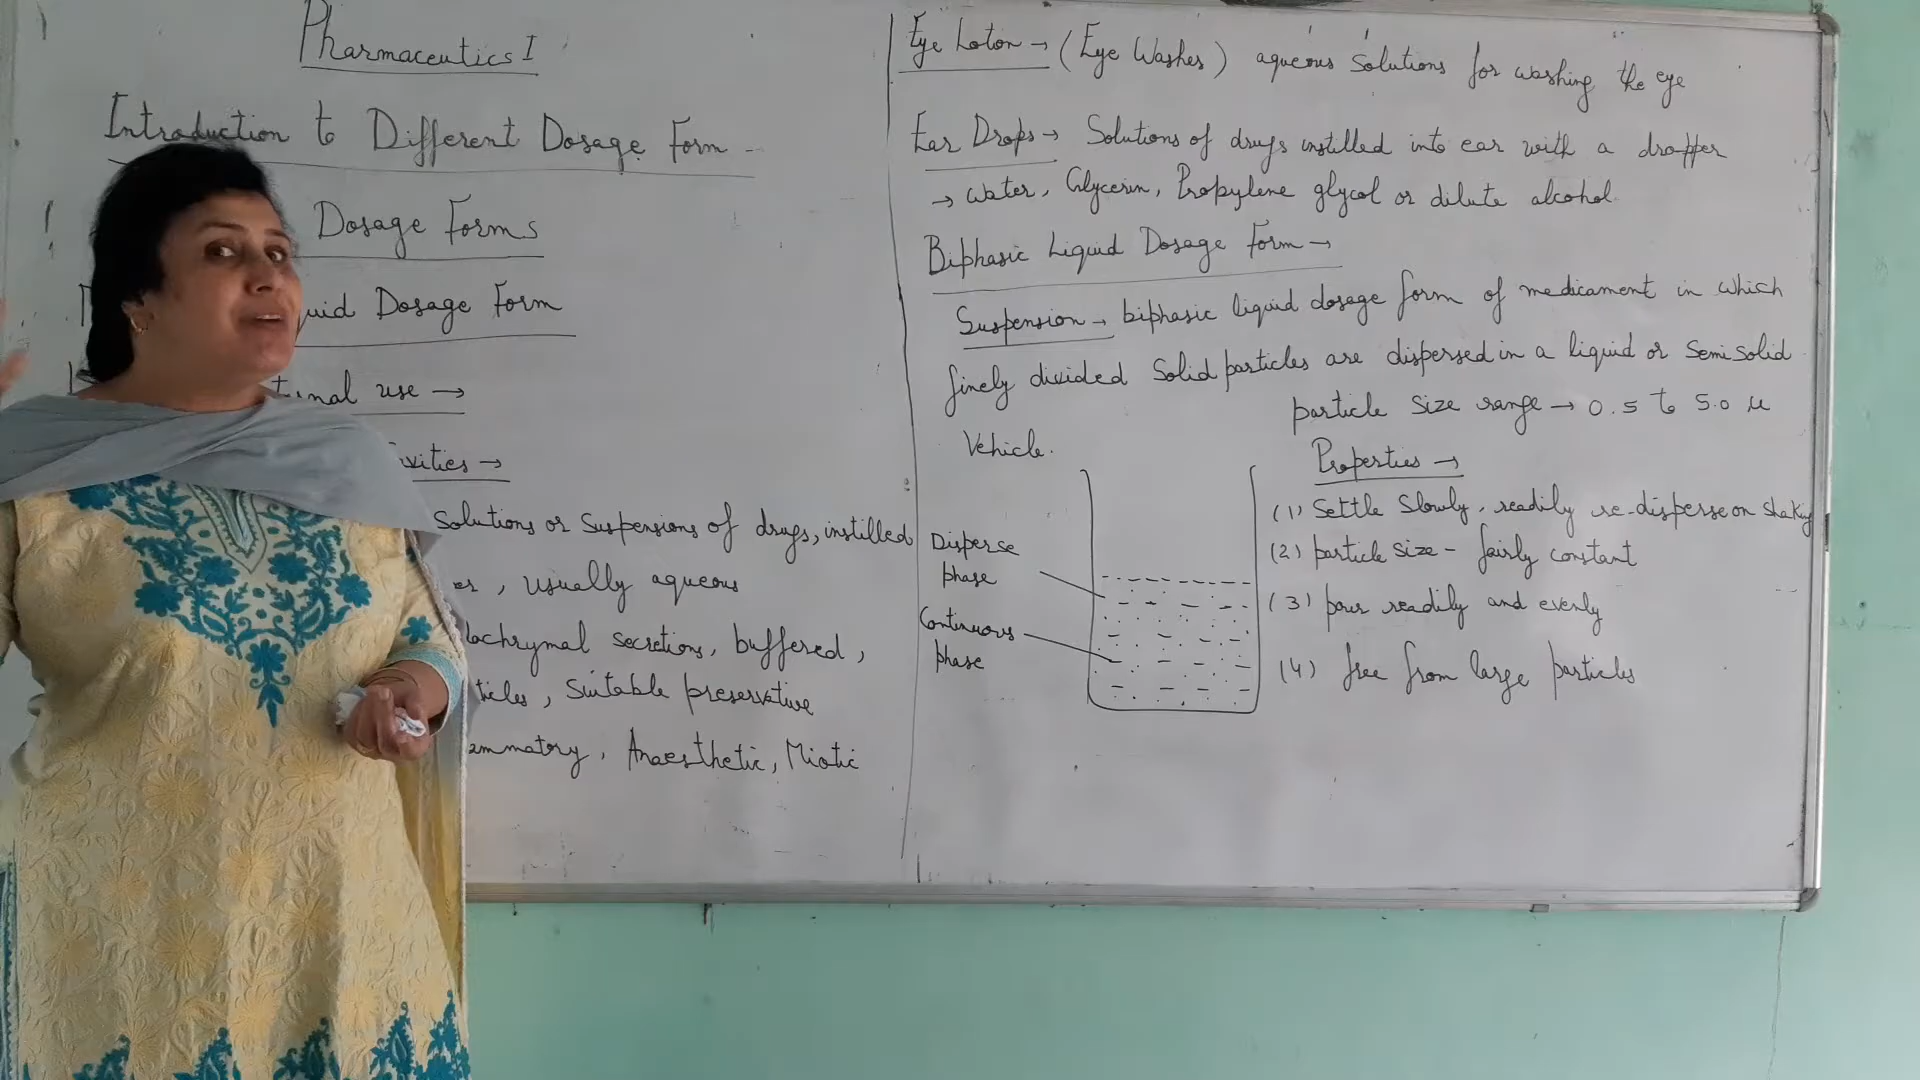 Pharmaceutics I
Introduction to Different Dosage Form -
Dosage Forms
Dosage Form
use →
→
Solutions or Suspensions of drugs, instilled
, usually aqueous
lachrymal secretions, buffered,
, Suitable preservative
, Anaesthetic, Miotic
Eye Loton → (Eye Washes) aqueous solutions for washing the eye
Ear Drops → Solutions of drugs instilled into ear with a dropper
→ Water, Glycerin, Propylene glycol or dilute alcohol.
Biphasic Liquid Dosage Form →
Suspension → biphasic liquid dosage form of medicament in which
finely divided Solid particles are dispersed in a liquid or Semi solid
particle Size range → 0.5 to 5.0 µ
Vehicle.
Properties →
(1) Settle Slowly, readily re-disperse on Shaking
(2) particle size - fairly constant
(3) pour readily and evenly
(4) free from large particles
Disperse
phase
Continuous
phase